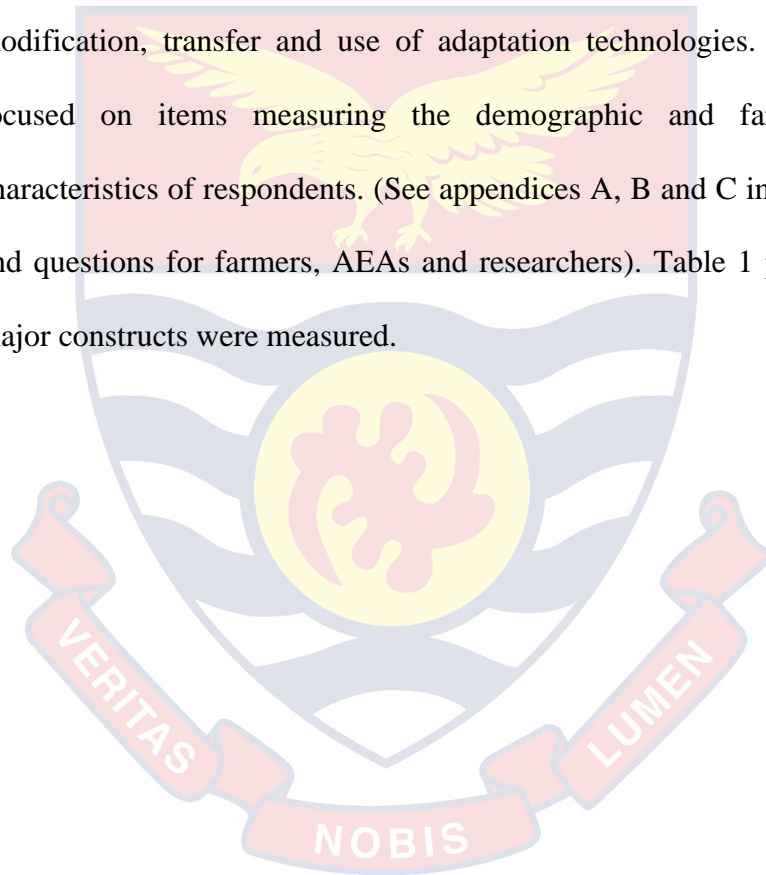 odification, transfer and use of adaptation technologies.
ocused on items measuring the demographic and fa
haracteristics of respondents. (See appendices A, B and C in
nd questions for farmers, AEAs and researchers). Table 1
ajor constructs were measured.
VERITAS
NOBIS
LUMEN